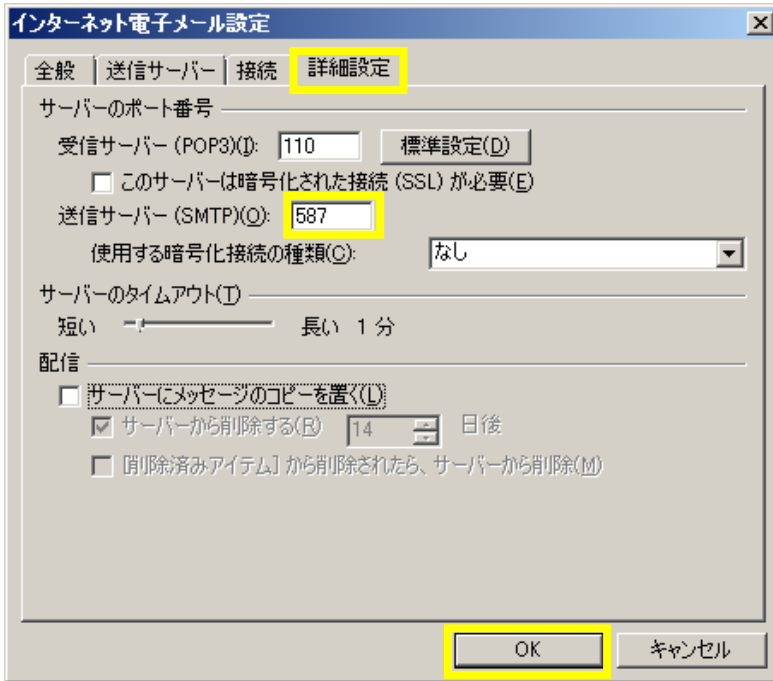 インターネット電子メール設定
全般 送信サーバー 接続 詳細設定
サーバーのポート番号
受信サーバー (POP3)(I): 110 標準設定(D)
このサーバーは暗号化された接続 (SSL) が必要(E)
送信サーバー (SMTP)(O): 587
使用する暗号化接続の種類(C): なし
サーバーのタイムアウト(T)
短い 長い 1 分
配信
サーバーにメッセージのコピーを置く(L)
サーバーから削除する(R) 14 日後
[削除済みアイテム] から削除されたら、サーバーから削除(M)
OK キャンセル